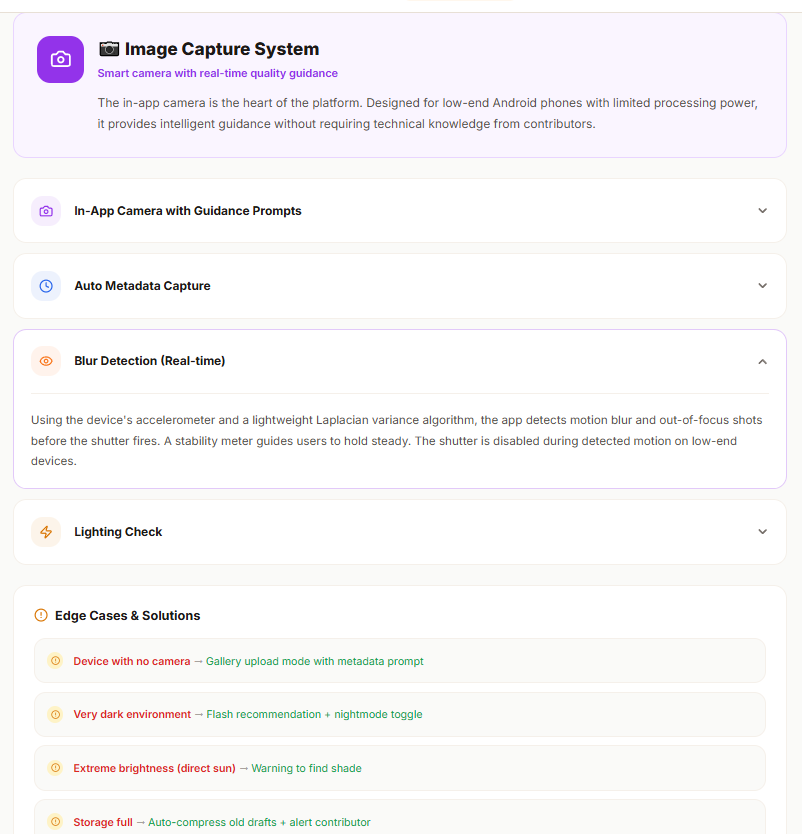 📷 Image Capture System
Smart camera with real-time quality guidance
The in-app camera is the heart of the platform. Designed for low-end Android phones with limited processing power,
it provides intelligent guidance without requiring technical knowledge from contributors.
In-App Camera with Guidance Prompts
Auto Metadata Capture
Blur Detection (Real-time)
Using the device's accelerometer and a lightweight Laplacian variance algorithm, the app detects motion blur and out-of-focus shots
before the shutter fires. A stability meter guides users to hold steady. The shutter is disabled during detected motion on low-end
devices.
Lighting Check
Edge Cases & Solutions
Device with no camera → Gallery upload mode with metadata prompt
Very dark environment → Flash recommendation + nightmode toggle
Extreme brightness (direct sun) → Warning to find shade
Storage full → Auto-compress old drafts + alert contributor